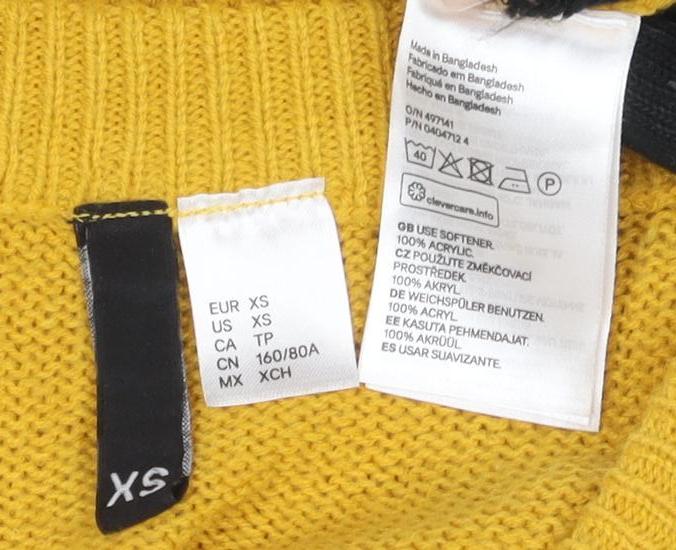 XS
EUR XS
US XS
CA TP
CN 160/80A
MX XCH
Made in Bangladesh
Fabricado em Bangladesh
Fabriqué en Bangladesh
Hecho en Bangladesh
O/N 497141
P/N 0404712 4
40 P
clevercare.info
GB USE SOFTENER.
100% ACRYLIC.
CZ POUŽIJTE ZMĚKČOVACÍ
PROSTŘEDEK.
100% AKRYL.
DE WEICHSPÜLER BENUTZEN.
100% ACRYL.
EE KASUTA PEHMENDAJAT.
100% AKRÜÜL.
ES USAR SUAVIZANTE.